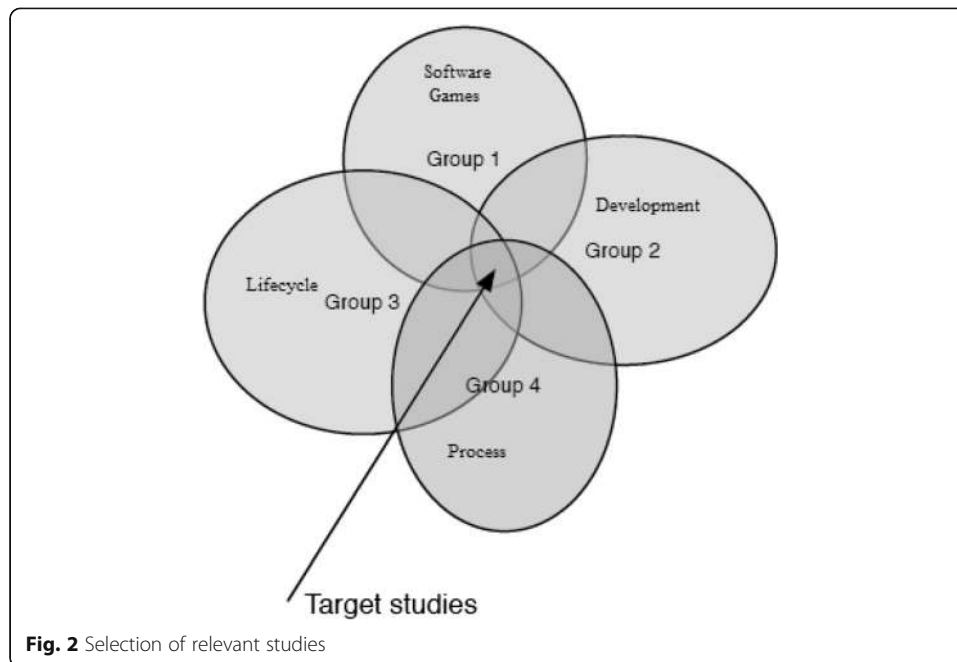 Software
Games
Group 1
Development
Group 2
Lifecycle
Group 3
Group 4
Process
Target studies
Fig. 2 Selection of relevant studies